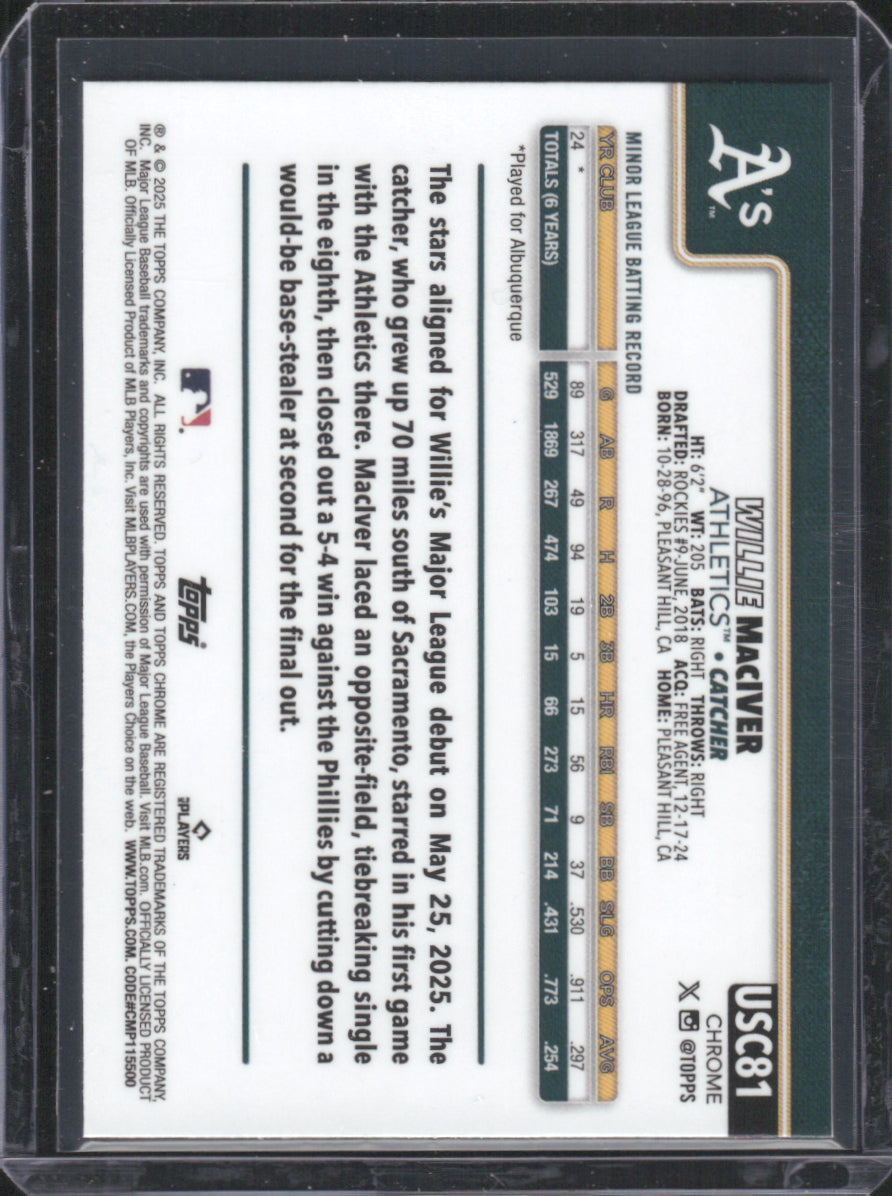 A's™
USC81
CHROME
X @TOPPS
WILLIE MACIVER
ATHLETICS™ • CATCHER
HT: 6'2" WT: 205 BATS: RIGHT THROWS: RIGHT
DRAFTED: ROCKIES #9-JUNE, 2018 ACQ: FREE AGENT, 12-17-24
BORN: 10-28-96, PLEASANT HILL, CA HOME: PLEASANT HILL, CA
MINOR LEAGUE BATTING RECORD
YR CLUB G AB R H 2B 3B HR RBI SB BB SLG OPS AVG
24 * 89 317 49 94 19 5 15 56 9 37 .530 .911 .297
TOTALS (6 YEARS) 529 1869 267 474 103 15 66 273 71 214 .431 .773 .254
*Played for Albuquerque
The stars aligned for Willie's Major League debut on May 25, 2025. The
catcher, who grew up 70 miles south of Sacramento, starred in his first game
with the Athletics there. MacIver laced an opposite-field, tiebreaking single
in the eighth, then closed out a 5-4 win against the Phillies by cutting down a
would-be base-stealer at second for the final out.
topps
PLAYERS
® & © 2025 THE TOPPS COMPANY, INC. ALL RIGHTS RESERVED. TOPPS AND TOPPS CHROME ARE REGISTERED TRADEMARKS OF THE TOPPS COMPANY,
INC. Major League Baseball trademarks and copyrights are used with permission of Major League Baseball. Visit MLB.com. OFFICIALLY LICENSED PRODUCT
OF MLB. Officially Licensed Product of MLB Players, Inc. Visit MLBPLAYERS.COM, the Players Choice on the web. WWW.TOPPS.COM. CODE#CMP115500